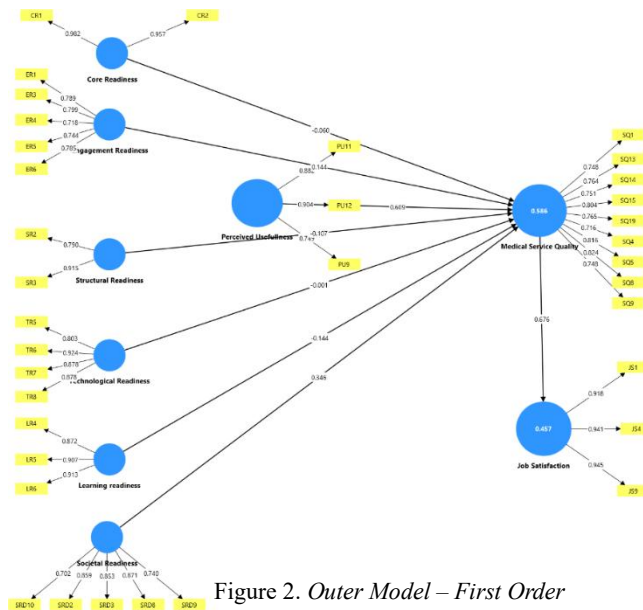 CR1
CR2
0.982
0.957
Core Readiness
ER1
ER3
ER4
ER5
ER6
0.789
0.799
0.718
0.744
0.705
Engagement Readiness
-0.060
0.144
PU11
PU12
PU9
0.882
0.904
Perceived Usefullness
0.609
SR2
SR3
0.790
0.915
Structural Readiness
-0.107
TR5
TR6
TR7
TR8
0.803
0.924
0.878
0.878
Technological Readiness
-0.001
LR4
LR5
LR6
0.872
0.907
0.913
Learning readiness
-0.144
Societal Readiness
0.702
0.859
0.853
0.871
0.740
SRD10
SRD2
SRD3
SRD8
SRD9
SQ1
SQ13
SQ14
SQ15
SQ19
SQ4
SQ5
SQ8
SQ9
0.748
0.764
0.751
0.804
0.765
0.716
0.816
0.824
0.749
0.586
Medical Service Quality
0.676
0.457
Job Satisfaction
JS1
JS4
JS9
0.918
0.941
0.945
Figure 2. Outer Model – First Order